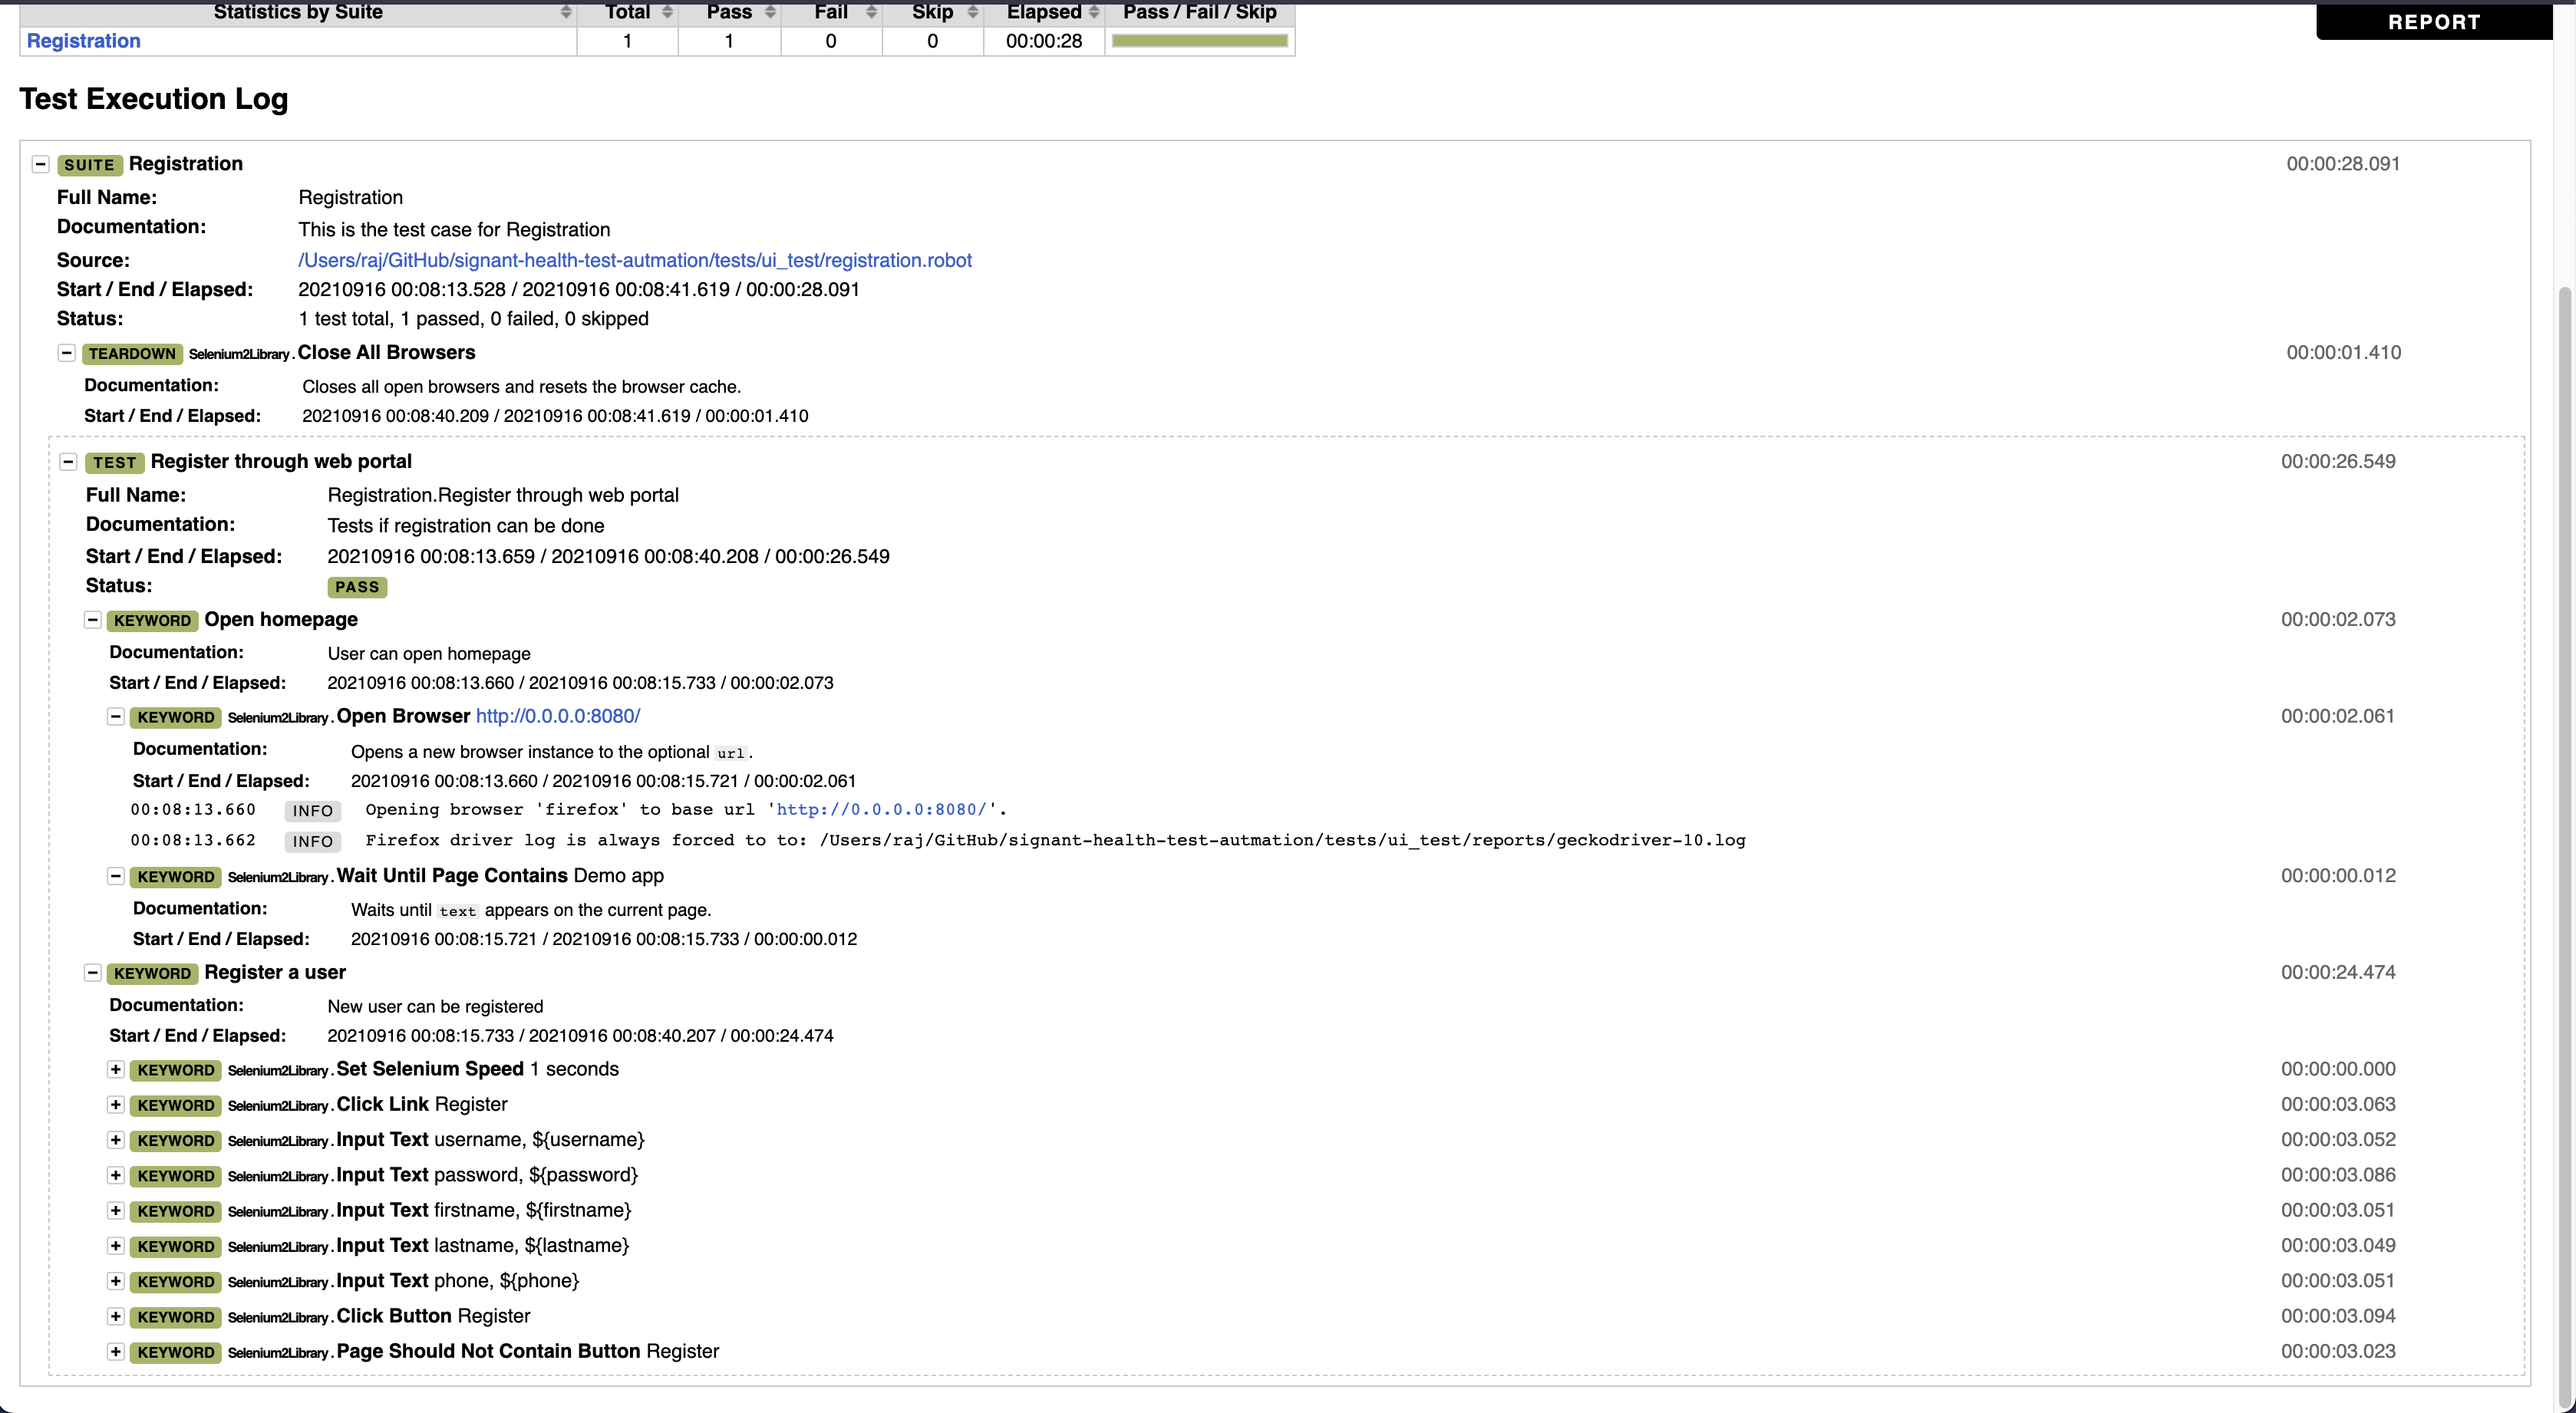 Statistics by Suite Total Pass Fail Skip Elapsed Pass / Fail / Skip
REPORT
Registration 1 1 0 0 00:00:28
Test Execution Log
SUITE Registration 00:00:28.091
Full Name: Registration
Documentation: This is the test case for Registration
Source: /Users/raj/GitHub/signant-health-test-autmation/tests/ui_test/registration.robot
Start / End / Elapsed: 20210916 00:08:13.528 / 20210916 00:08:41.619 / 00:00:28.091
Status: 1 test total, 1 passed, 0 failed, 0 skipped
TEARDOWN Selenium2Library.Close All Browsers 00:00:01.410
Documentation: Closes all open browsers and resets the browser cache.
Start / End / Elapsed: 20210916 00:08:40.209 / 20210916 00:08:41.619 / 00:00:01.410
TEST Register through web portal 00:00:26.549
Full Name: Registration.Register through web portal
Documentation: Tests if registration can be done
Start / End / Elapsed: 20210916 00:08:13.659 / 20210916 00:08:40.208 / 00:00:26.549
Status: PASS
KEYWORD Open homepage 00:00:02.073
Documentation: User can open homepage
Start / End / Elapsed: 20210916 00:08:13.660 / 20210916 00:08:15.733 / 00:00:02.073
KEYWORD Selenium2Library.Open Browser http://0.0.0.0:8080/ 00:00:02.061
Documentation: Opens a new browser instance to the optional url.
Start / End / Elapsed: 20210916 00:08:13.660 / 20210916 00:08:15.721 / 00:00:02.061
00:08:13.660 INFO Opening browser 'firefox' to base url 'http://0.0.0.0:8080/'.
00:08:13.662 INFO Firefox driver log is always forced to to: /Users/raj/GitHub/signant-health-test-autmation/tests/ui_test/reports/geckodriver-10.log
KEYWORD Selenium2Library.Wait Until Page Contains Demo app 00:00:00.012
Documentation: Waits until text appears on the current page.
Start / End / Elapsed: 20210916 00:08:15.721 / 20210916 00:08:15.733 / 00:00:00.012
KEYWORD Register a user 00:00:24.474
Documentation: New user can be registered
Start / End / Elapsed: 20210916 00:08:15.733 / 20210916 00:08:40.207 / 00:00:24.474
KEYWORD Selenium2Library.Set Selenium Speed 1 seconds 00:00:00.000
KEYWORD Selenium2Library.Click Link Register 00:00:03.063
KEYWORD Selenium2Library.Input Text username, ${username} 00:00:03.052
KEYWORD Selenium2Library.Input Text password, ${password} 00:00:03.086
KEYWORD Selenium2Library.Input Text firstname, ${firstname} 00:00:03.051
KEYWORD Selenium2Library.Input Text lastname, ${lastname} 00:00:03.049
KEYWORD Selenium2Library.Input Text phone, ${phone} 00:00:03.051
KEYWORD Selenium2Library.Click Button Register 00:00:03.094
KEYWORD Selenium2Library.Page Should Not Contain Button Register 00:00:03.023